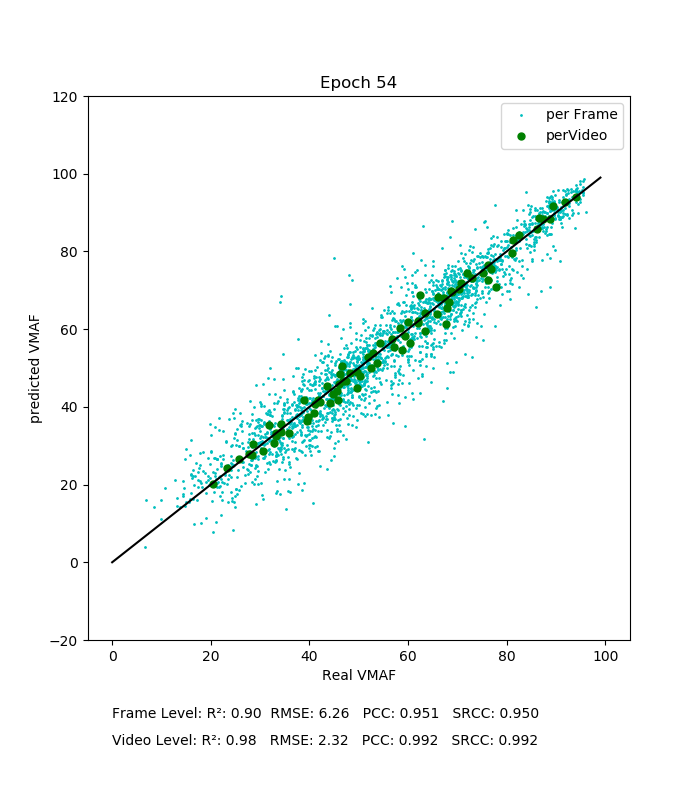 Epoch 54
per Frame
perVideo
120
100
80
60
40
20
0
−20
predicted VMAF
0 20 40 60 80 100
Real VMAF
Frame Level: R²: 0.90 RMSE: 6.26 PCC: 0.951 SRCC: 0.950
Video Level: R²: 0.98 RMSE: 2.32 PCC: 0.992 SRCC: 0.992